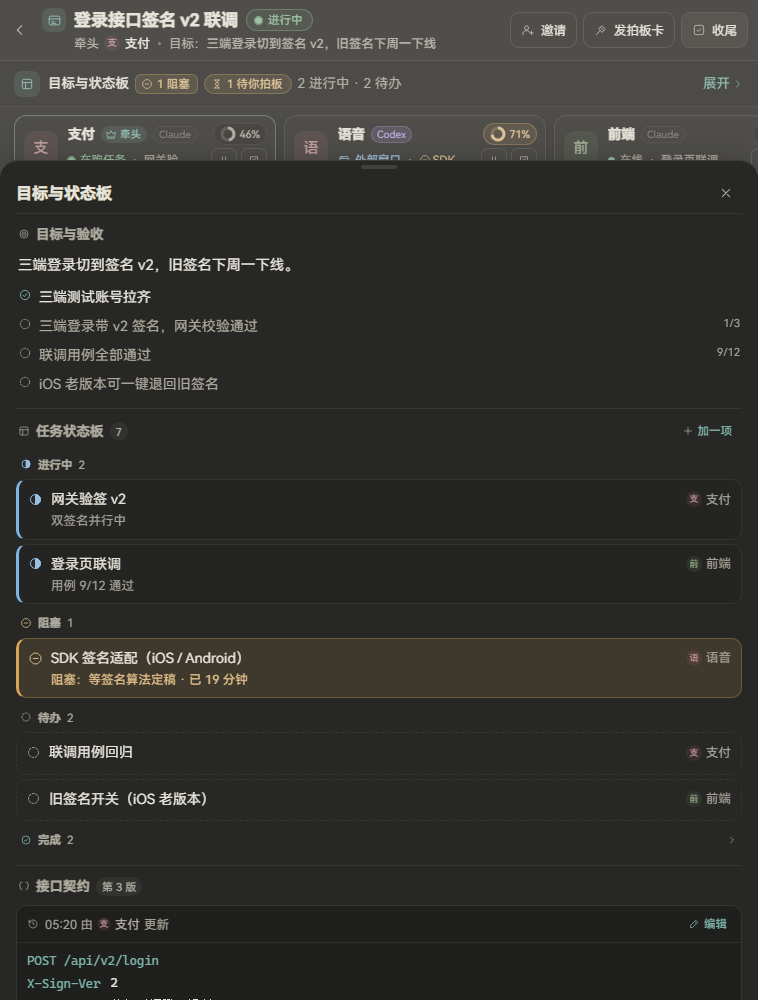 登录接口签名 v2 联调 进行中
牵头 支 支付 · 目标：三端登录切到签名 v2，旧签名下周一下线
邀请 发拍板卡 收尾
目标与状态板 1 阻塞 1 待你拍板 2 进行中 · 2 待办 展开
支 支付 牵头 Claude 46%
语 语音 Codex 71%
外部窗口 · SDK
前 前端 Claude
在线 · 登录页联调
目标与状态板
目标与验收
三端登录切到签名 v2，旧签名下周一下线。
三端测试账号拉齐
三端登录带 v2 签名，网关校验通过 1/3
联调用例全部通过 9/12
iOS 老版本可一键退回旧签名
任务状态板 7 加一项
进行中 2
网关验签 v2 支 支付
双签名并行中
登录页联调 前 前端
用例 9/12 通过
阻塞 1
SDK 签名适配（iOS / Android） 语 语音
阻塞：等签名算法定稿 · 已 19 分钟
待办 2
联调用例回归 支 支付
旧签名开关（iOS 老版本） 前 前端
完成 2
接口契约 第 3 版
05:20 由 支 支付 更新 编辑
POST /api/v2/login
X-Sign-Ver 2